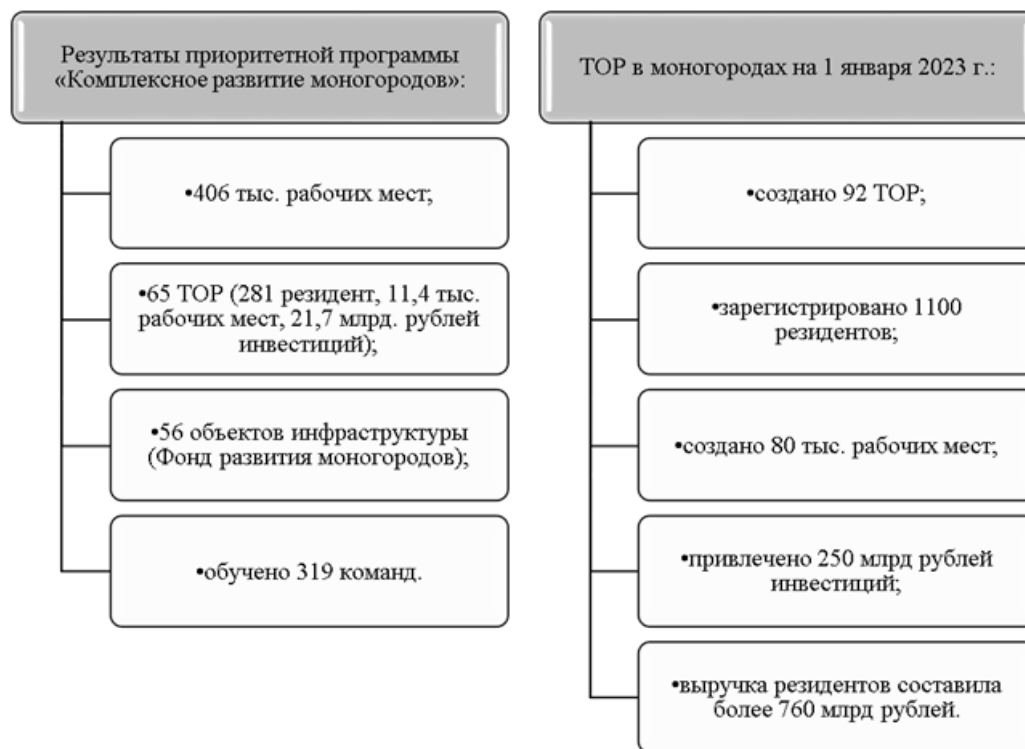 Результаты приоритетной программы
«Комплексное развитие моногородов»:
•406 тыс. рабочих мест;
•65 ТОР (281 резидент, 11,4 тыс.
рабочих мест, 21,7 млрд. рублей
инвестиций);
•56 объектов инфраструктуры
(Фонд развития моногородов);
•обучено 319 команд.
ТОР в моногородах на 1 января 2023 г.:
•создано 92 ТОР;
•зарегистрировано 1100
резидентов;
•создано 80 тыс. рабочих мест;
•привлечено 250 млрд рублей
инвестиций;
•выручка резидентов составила
более 760 млрд рублей.